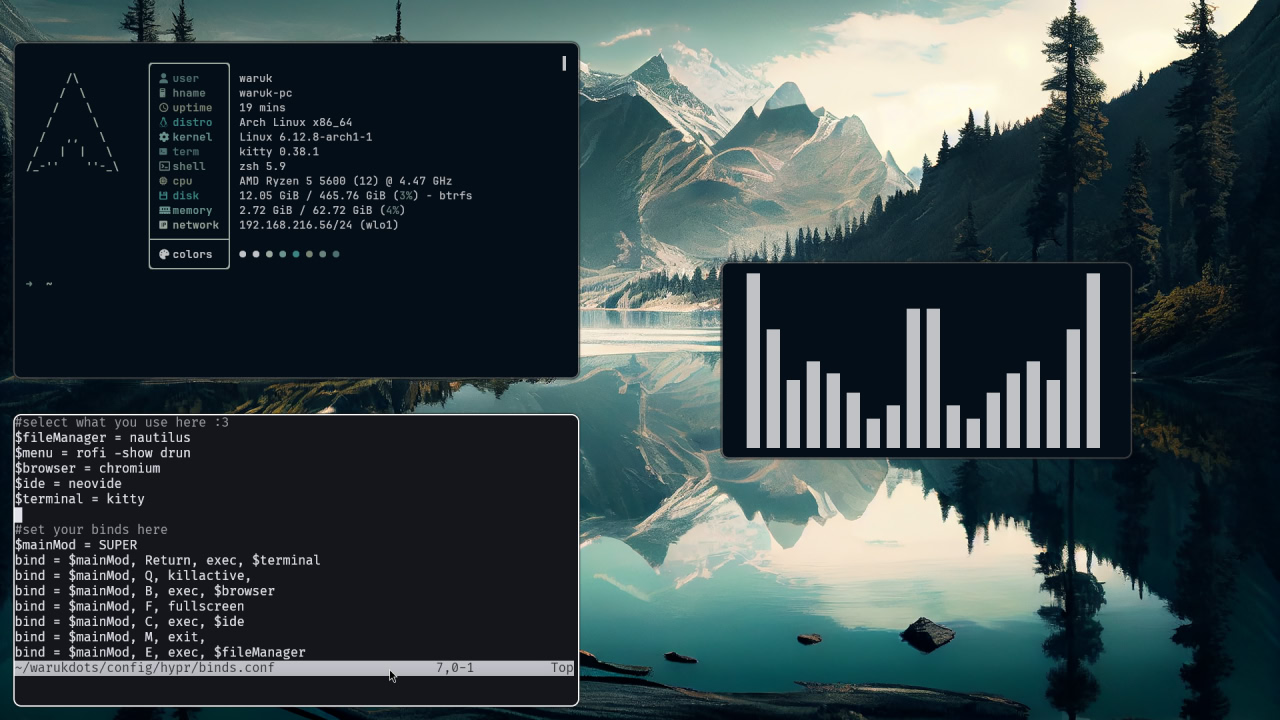 user waruk
hname waruk-pc
uptime 19 mins
distro Arch Linux x86_64
kernel Linux 6.12.8-arch1-1
term kitty 0.38.1
shell zsh 5.9
cpu AMD Ryzen 5 5600 (12) @ 4.47 GHz
disk 12.05 GiB / 465.76 GiB (3%) - btrfs
memory 2.72 GiB / 62.72 GiB (4%)
network 192.168.216.56/24 (wlo1)
colors
→ ~
#select what you use here :3
$fileManager = nautilus
$menu = rofi -show drun
$browser = chromium
$ide = neovide
$terminal = kitty
#set your binds here
$mainMod = SUPER
bind = $mainMod, Return, exec, $terminal
bind = $mainMod, Q, killactive,
bind = $mainMod, B, exec, $browser
bind = $mainMod, F, fullscreen
bind = $mainMod, C, exec, $ide
bind = $mainMod, M, exit,
bind = $mainMod, E, exec, $fileManager
~/warukdots/config/hypr/binds.conf 7,0-1 Top